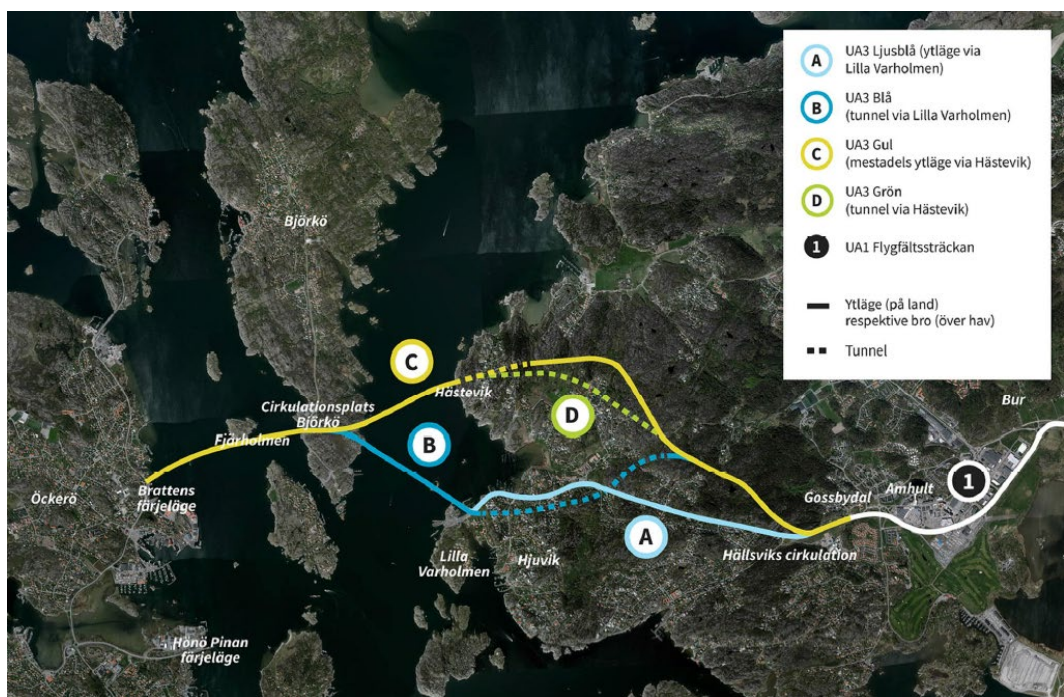 A
UA3 Ljusblå (ytläge via
Lilla Varholmen)
B
UA3 Blå
(tunnel via Lilla Varholmen)
C
UA3 Gul
(mestadels ytläge via Hästevik)
D
UA3 Grön
(tunnel via Hästevik)
1
UA1 Flygfältssträckan
Ytläge (på land)
respektive bro (över hav)
Tunnel
Björkö
C
Hästevik
Cirkulationsplats
Björkö
D
Bur
Fjärholmen
B
Brattens
färjeläge
Öckerö
1
Amhult
Gossbydal
A
Hällsviks cirkulation
Lilla
Varholmen
Hjuvik
Hönö Pinan
färjeläge